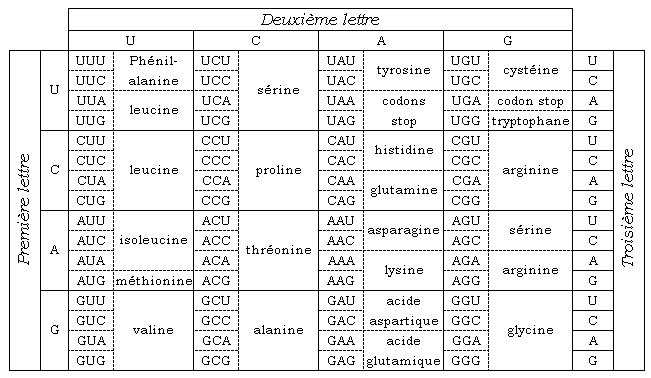 Deuxième lettre
U C A G
UUU Phénil- UCU UAU UGU U
UUC alanine UCC UAC tyrosine UGC cystéine C
UUA UCA sérine UAA codons UGA codon stop A
UUG leucine UCG UAG stop UGG tryptophane G
U
CUU CCU CAU CGU U
CUC CCC CAC histidine CGC C
CUA leucine CCA proline CAA CGA arginine A
CUG CCG CAG glutamine CGG G
C
AUU ACU AAU AGU U
AUC isoleucine ACC AAC asparagine AGC sérine C
AUA ACA thréonine AAA AGA A
AUG méthionine ACG AAG lysine AGG arginine G
A
GUU GCU GAU acide GGU U
GUC GCC GAC aspartique GGC C
GUA valine GCA alanine GAA acide GGA glycine A
GUG GCG GAG glutamique GGG G
G
Première lettre
Troisième lettre